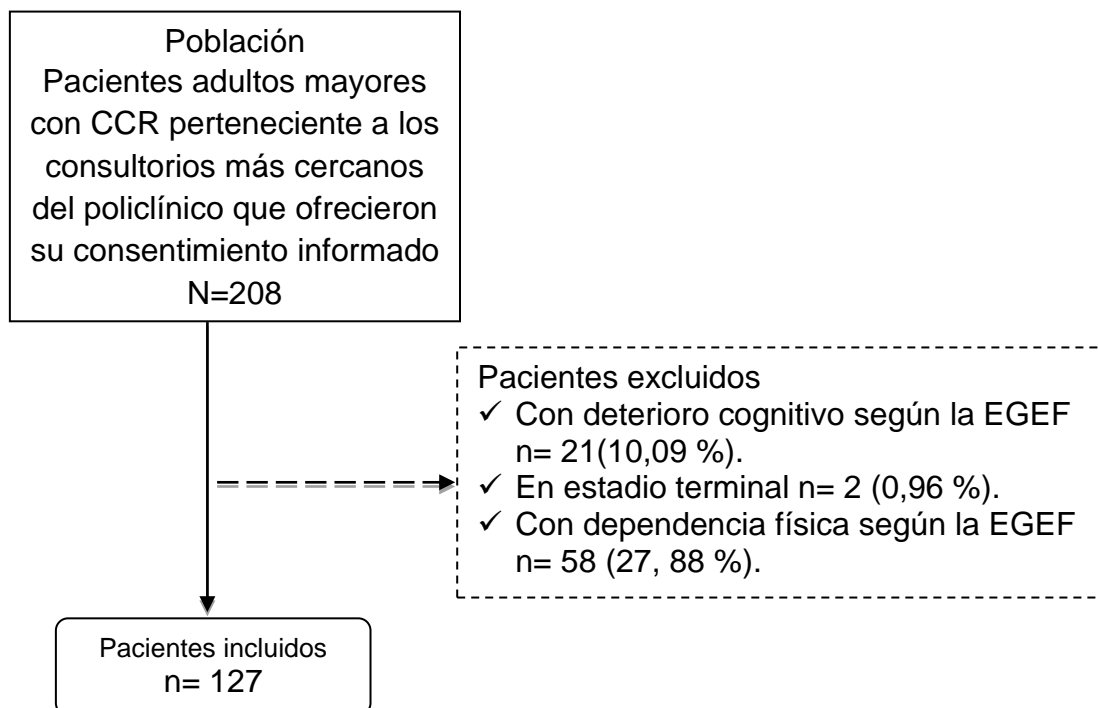 Población
Pacientes adultos mayores
con CCR perteneciente a los
consultorios más cercanos
del policlínico que ofrecieron
su consentimiento informado
N=208
Pacientes excluidos
✓ Con deterioro cognitivo según la EGEF
n= 21(10,09 %).
✓ En estadio terminal n= 2 (0,96 %).
✓ Con dependencia física según la EGEF
n= 58 (27, 88 %).
Pacientes incluidos
n= 127